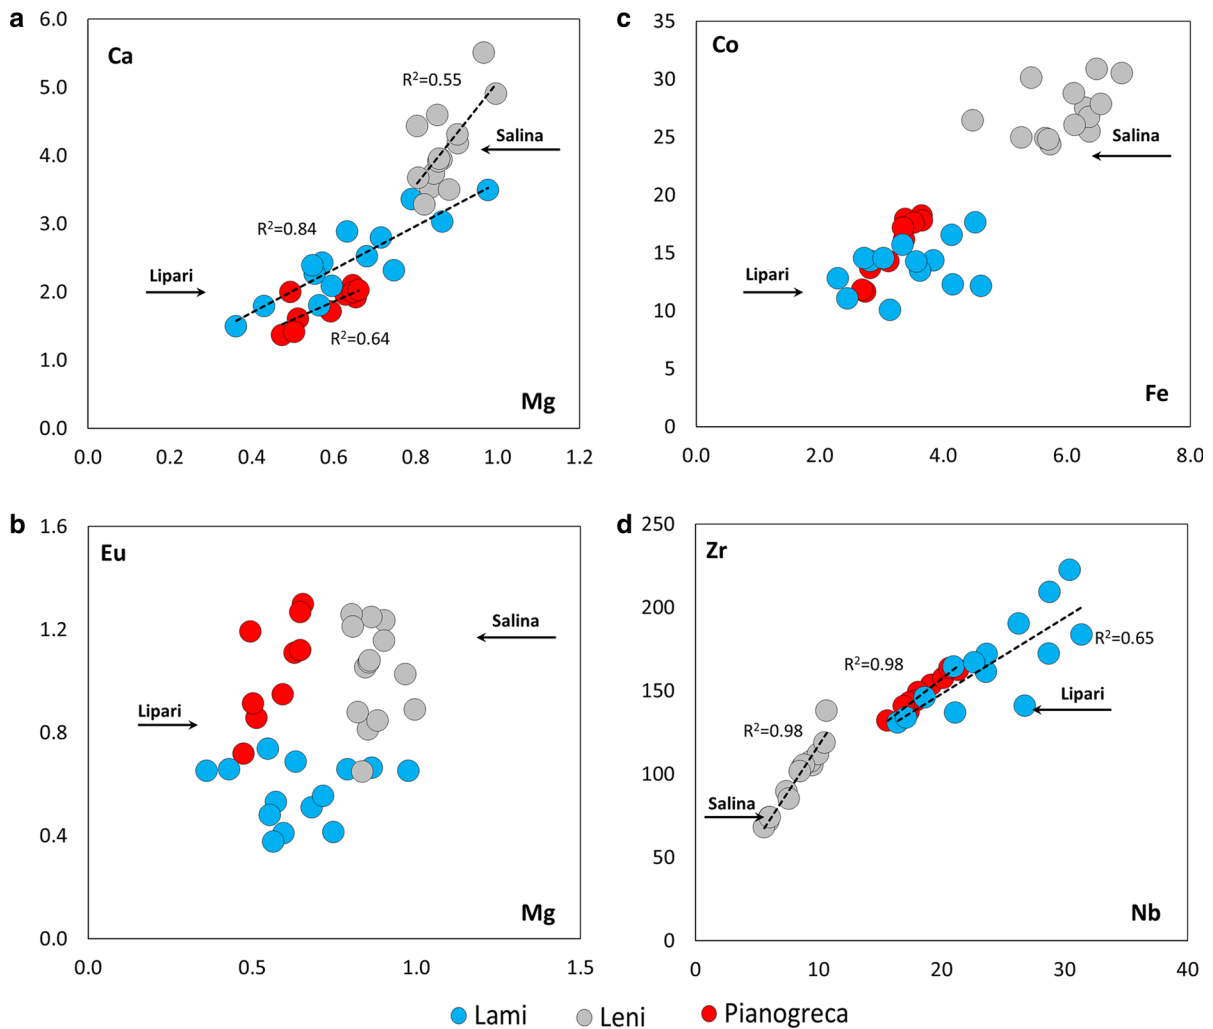 a
6.0
Ca
R²=0.55
5.0
Salina
4.0
3.0
R²=0.84
Lipari
2.0
R²=0.64
1.0
Mg
0.0
0.0 0.2 0.4 0.6 0.8 1.0 1.2
c
35
Co
30
25
Salina
20
15
Lipari
10
5
Fe
0
0.0 2.0 4.0 6.0 8.0
b
1.6
Eu
1.2
Salina
Lipari
0.8
0.4
Mg
0.0
0.0 0.5 1.0 1.5
d
250
Zr
200
R²=0.65
R²=0.98
150
Lipari
R²=0.98
100
Salina
50
Nb
0
0 10 20 30 40
Lami Leni Pianogreca